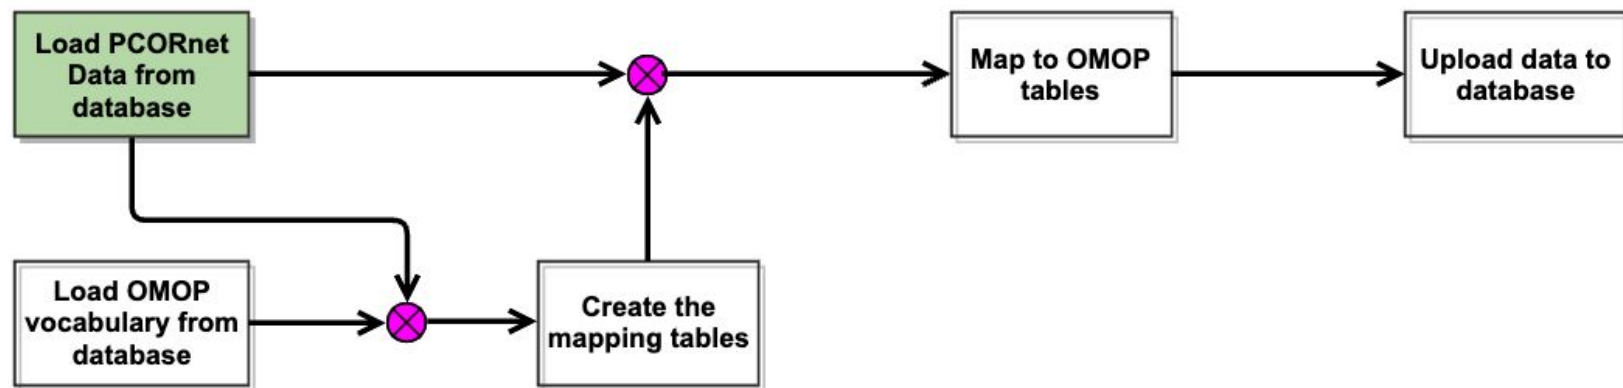 Load PCORnet
Data from
database
Map to OMOP
tables
Upload data to
database
Load OMOP
vocabulary from
database
Create the
mapping tables